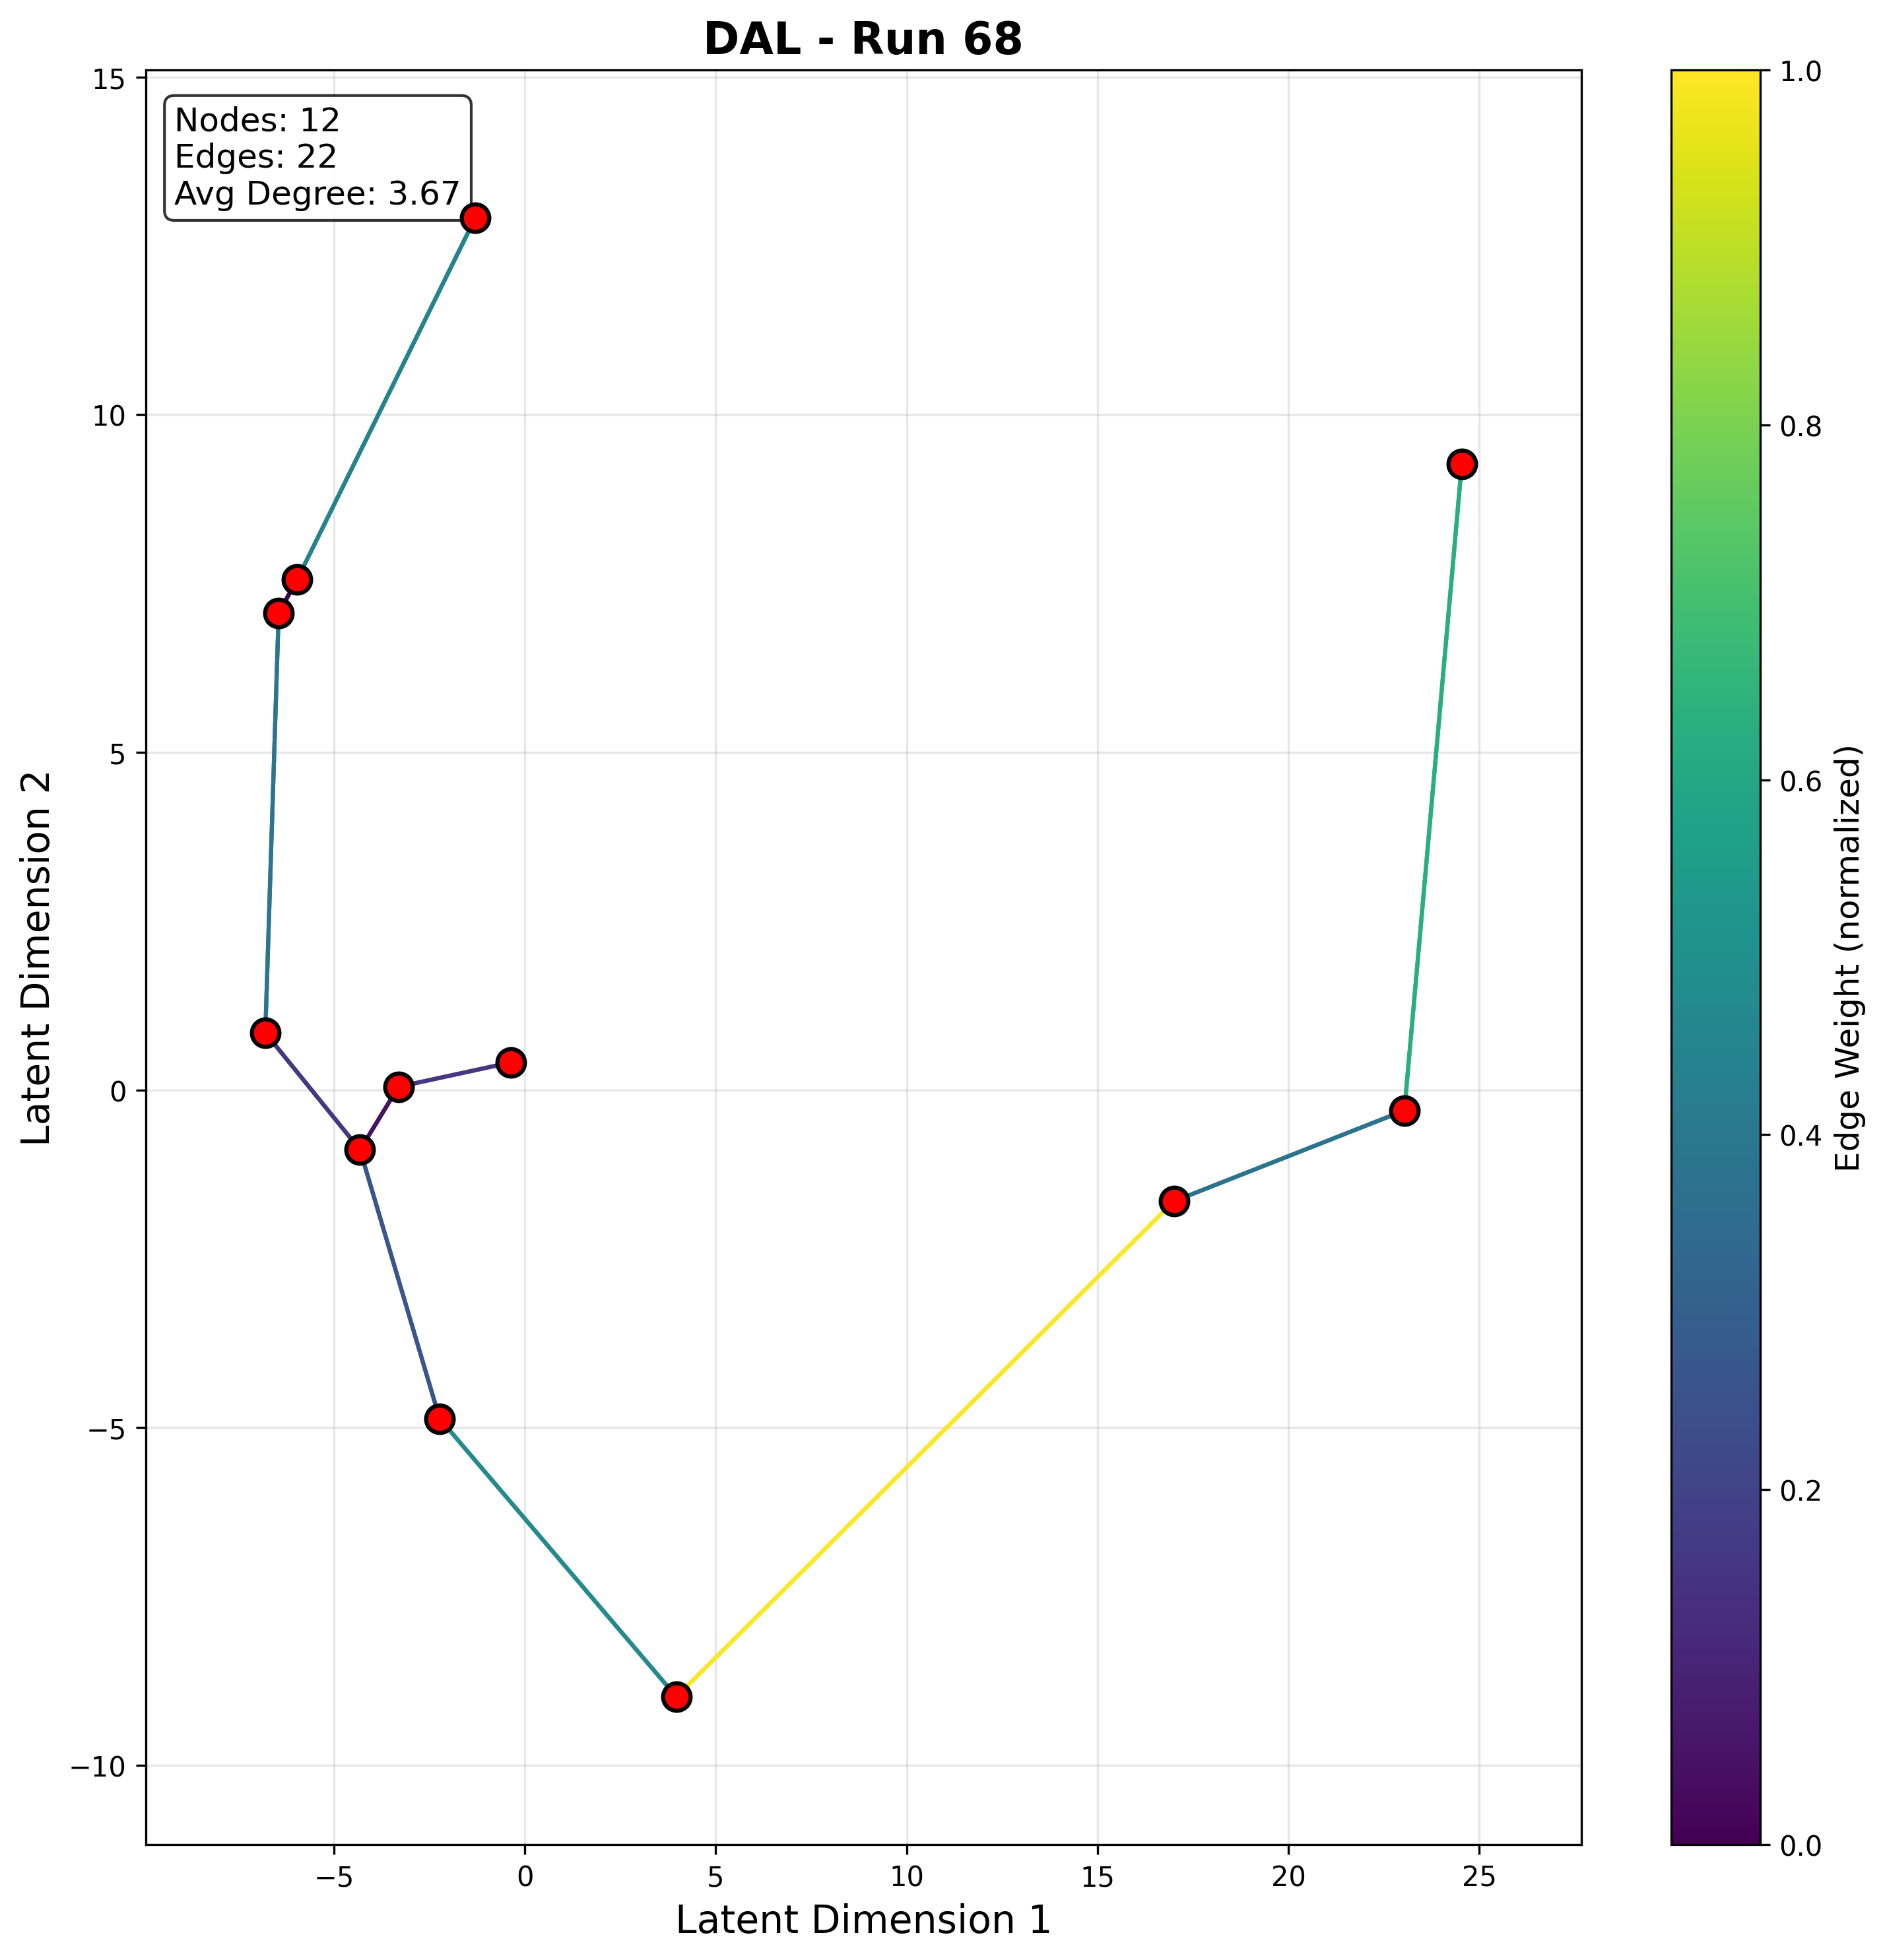 DAL - Run 68
Nodes: 12
Edges: 22
Avg Degree: 3.67
15
10
5
0
−5
−10
Latent Dimension 2
−5
0
5
10
15
20
25
Latent Dimension 1
1.0
0.8
0.6
0.4
0.2
0.0
Edge Weight (normalized)